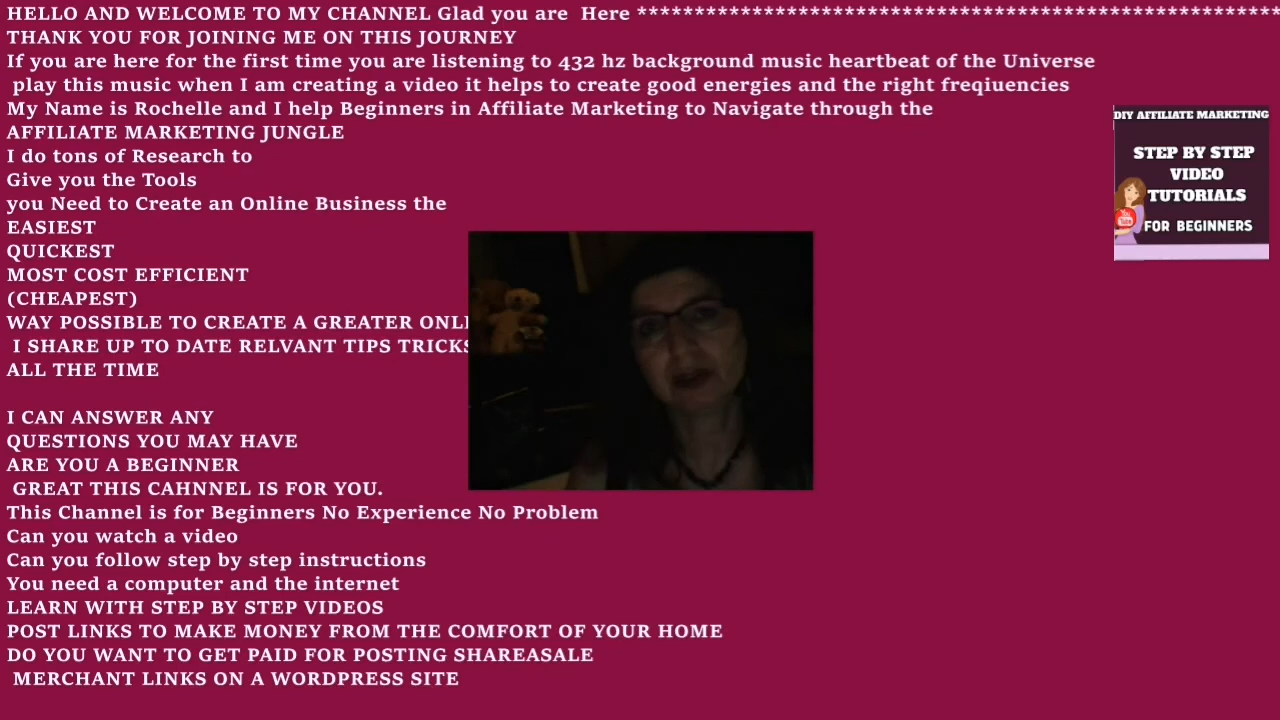 HELLO AND WELCOME TO MY CHANNEL Glad you are  Here *******************************************************
THANK YOU FOR JOINING ME ON THIS JOURNEY
If you are here for the first time you are listening to 432 hz background music heartbeat of the Universe
play this music when I am creating a video it helps to create good energies and the right freqiuencies
My Name is Rochelle and I help Beginners in Affiliate Marketing to Navigate through the
AFFILIATE MARKETING JUNGLE
I do tons of Research to
Give you the Tools
you Need to Create an Online Business the
EASIEST
QUICKEST
MOST COST EFFICIENT
(CHEAPEST)
WAY POSSIBLE TO CREATE A GREATER
I SHARE UP TO DATE RELVANT TIPS TRICKS
ALL THE TIME
I CAN ANSWER ANY
QUESTIONS YOU MAY HAVE
ARE YOU A BEGINNER
GREAT THIS CAHNNEL IS FOR YOU.
This Channel is for Beginners No Experience No Problem
Can you watch a video
Can you follow step by step instructions
You need a computer and the internet
LEARN WITH STEP BY STEP VIDEOS
POST LINKS TO MAKE MONEY FROM THE COMFORT OF YOUR HOME
DO YOU WANT TO GET PAID FOR POSTING SHAREASALE
MERCHANT LINKS ON A WORDPRESS SITE
DIY AFFILIATE MARKETING
STEP BY STEP
VIDEO
TUTORIALS
FOR BEGINNERS